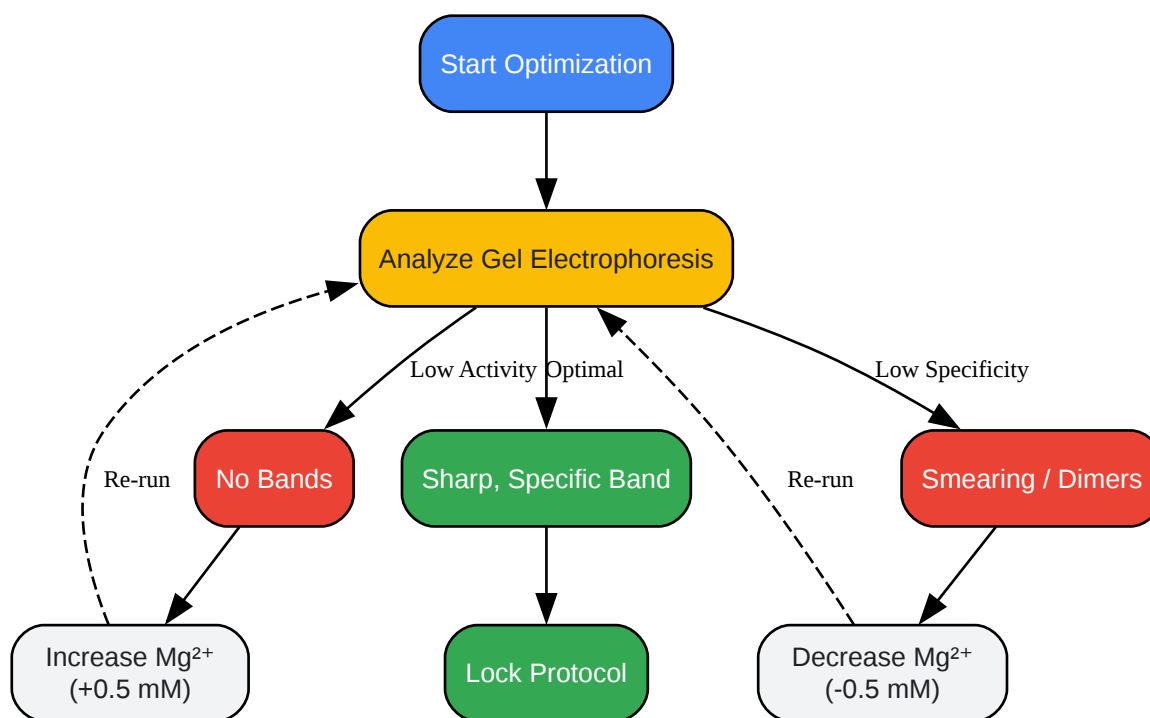 Start Optimization
Analyze Gel Electrophoresis
Low Activity
Optimal
Low Specificity
Re-run
No Bands
Sharp, Specific Band
Re-run
Smearing / Dimers
Increase Mg²⁺
(+0.5 mM)
Lock Protocol
Decrease Mg²⁺
(-0.5 mM)